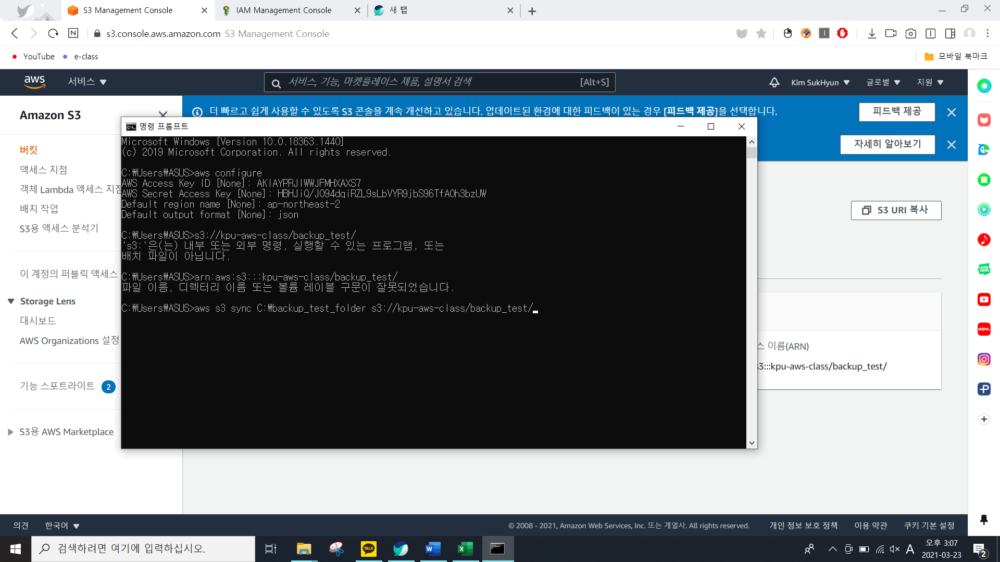 S3 Management Console
IAM Management Console
새 탭
s3.console.aws.amazon.com S3 Management Console
YouTube
e-class
모바일 북마크
aws
서비스
서비스, 기능, 마켓플레이스 제품, 설명서 검색
[Alt+S]
Kim SukHyun
글로벌
지원
Amazon S3
더 빠르고 쉽게 사용할 수 있도록 S3 콘솔을 계속 개선하고 있습니다. 업데이트된 환경에 대한 피드백이 있는 경우 [피드백 제공]을 선택합니다.
피드백 제공
자세히 알아보기
버킷
액세스 지점
객체 Lambda 액세스 지점
배치 작업
S3용 액세스 분석기
이 계정의 퍼블릭 액세스
Storage Lens
대시보드
AWS Organizations 설정
기능 스포트라이트 2
S3용 AWS Marketplace
명령 프롬프트
Microsoft Windows [Version 10.0.18363.1440]
(c) 2019 Microsoft Corporation. All rights reserved.
C:₩Users₩ASUS>aws configure
AWS Access Key ID [None]:
AWS Secret Access Key [None]:
Default region name [None]: ap-northeast-2
Default output format [None]: json
C:₩Users₩ASUS>s3://kpu-aws-class/backup_test/
's3:'은(는) 내부 또는 외부 명령, 실행할 수 있는 프로그램, 또는
배치 파일이 아닙니다.
C:₩Users₩ASUS>arn:aws:s3:::kpu-aws-class/backup_test/
파일 이름, 디렉터리 이름 또는 볼륨 레이블 구문이 잘못되었습니다.
C:₩Users₩ASUS>aws s3 sync C:₩backup_test_folder s3://kpu-aws-class/backup_test/
S3 URI 복사
스 이름(ARN)
s3:::kpu-aws-class/backup_test/
WEB
TOON
NOW.
의견
한국어
© 2008 - 2021, Amazon Web Services, Inc. 또는 계열사. All rights reserved.
개인 정보 보호 정책
이용 약관
쿠키 기본 설정
검색하려면 여기에 입력하십시오.
TALK
A
오후 3:07
2021-03-23
2